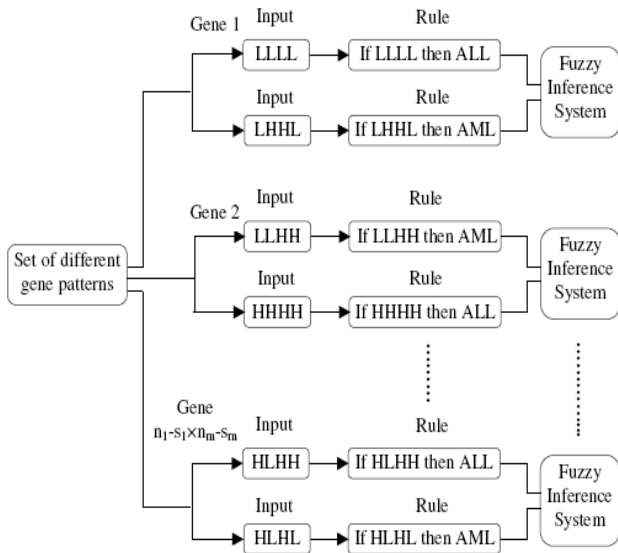 Gene 1
Input
Rule
LLLL
If LLLL then ALL
Fuzzy
Inference
System
Input
Rule
LHHL
If LHHL then AML
Gene 2
Input
Rule
LLHH
If LLHH then AML
Fuzzy
Inference
System
Set of different
gene patterns
Input
Rule
HHHH
If HHHH then ALL
Gene
n₁-s₁×nₘ-sₘ
Input
Rule
HLHH
If HLHH then ALL
Fuzzy
Inference
System
Input
Rule
HLHL
If HLHL then AML